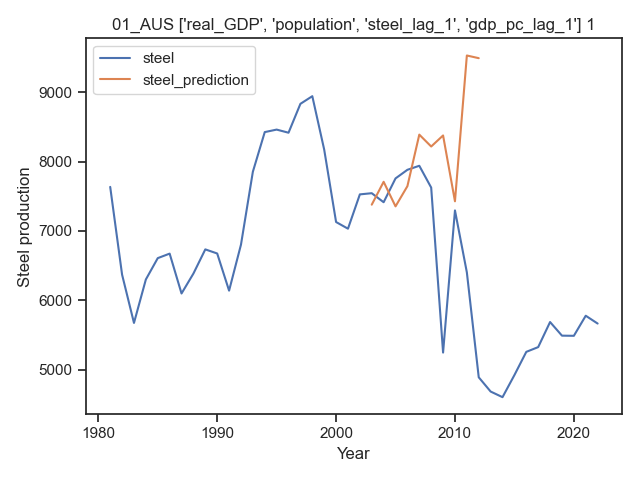 01_AUS ['real_GDP', 'population', 'steel_lag_1', 'gdp_pc_lag_1'] 1
steel
steel_prediction
9000
8000
7000
6000
5000
Steel production
1980
1990
2000
2010
2020
Year